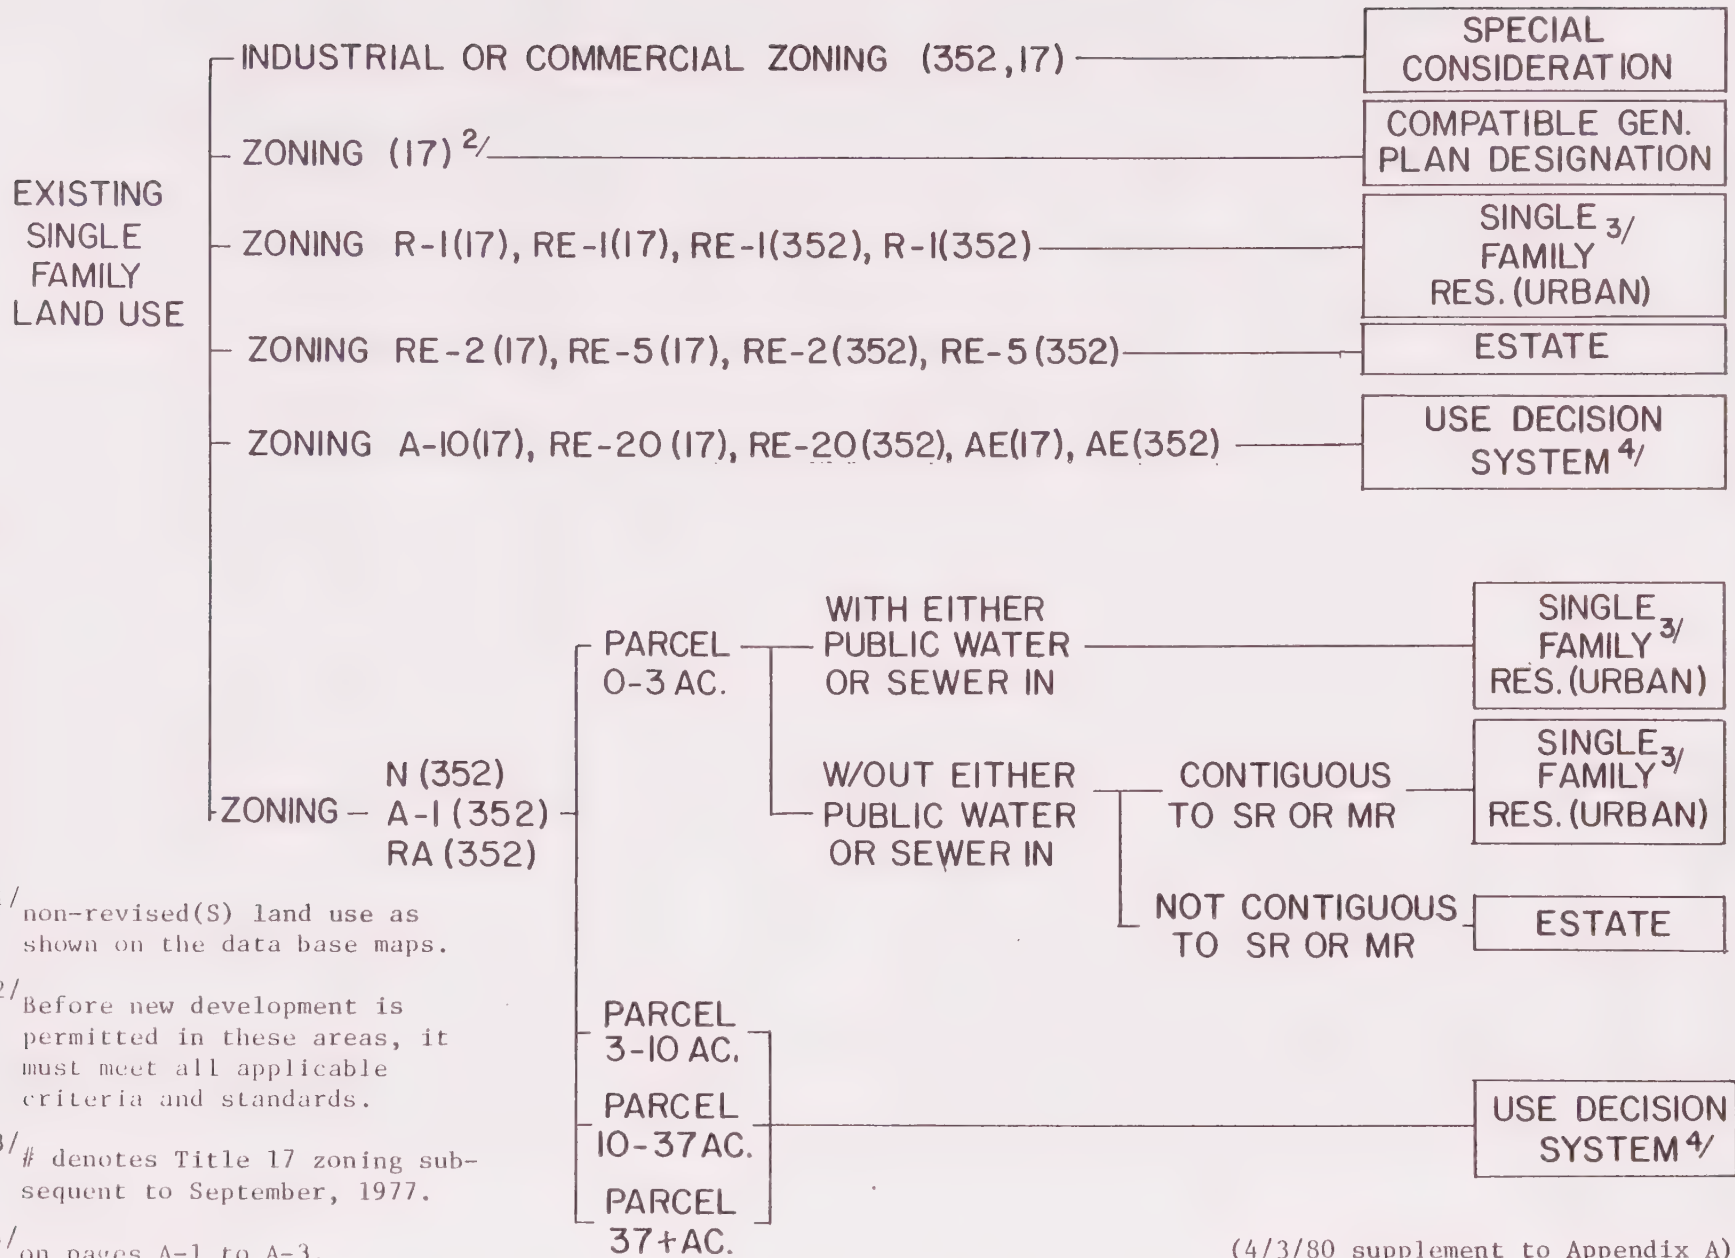 INDUSTRIAL OR COMMERCIAL ZONING (352,17)
SPECIAL
CONSIDERATION
ZONING (17) 2/
COMPATIBLE GEN.
PLAN DESIGNATION
EXISTING
SINGLE
FAMILY
LAND USE
ZONING R-1(17), RE-1(17), RE-1(352), R-1(352)
SINGLE 3/
FAMILY
RES. (URBAN)
ZONING RE-2(17), RE-5(17), RE-2(352), RE-5(352)
ESTATE
ZONING A-10(17), RE-20(17), RE-20(352), AE(17), AE(352)
USE DECISION
SYSTEM 4/
ZONING
N (352)
A-1 (352)
RA (352)
PARCEL
0-3 AC.
WITH EITHER
PUBLIC WATER
OR SEWER IN
SINGLE
FAMILY 3/
RES. (URBAN)
W/OUT EITHER
PUBLIC WATER
OR SEWER IN
CONTIGUOUS
TO SR OR MR
SINGLE 3/
FAMILY
RES. (URBAN)
NOT CONTIGUOUS
TO SR OR MR
ESTATE
PARCEL
3-10 AC.
PARCEL
10-37 AC.
PARCEL
37+ AC.
USE DECISION
SYSTEM 4/
/ non-revised(S) land use as
shown on the data base maps.
2/ Before new development is
permitted in these areas, it
must meet all applicable
criteria and standards.
3/ # denotes Title 17 zoning sub-
sequent to September, 1977.
/ on pages A-1 to A-3.
(4/3/80 supplement to Appendix A)